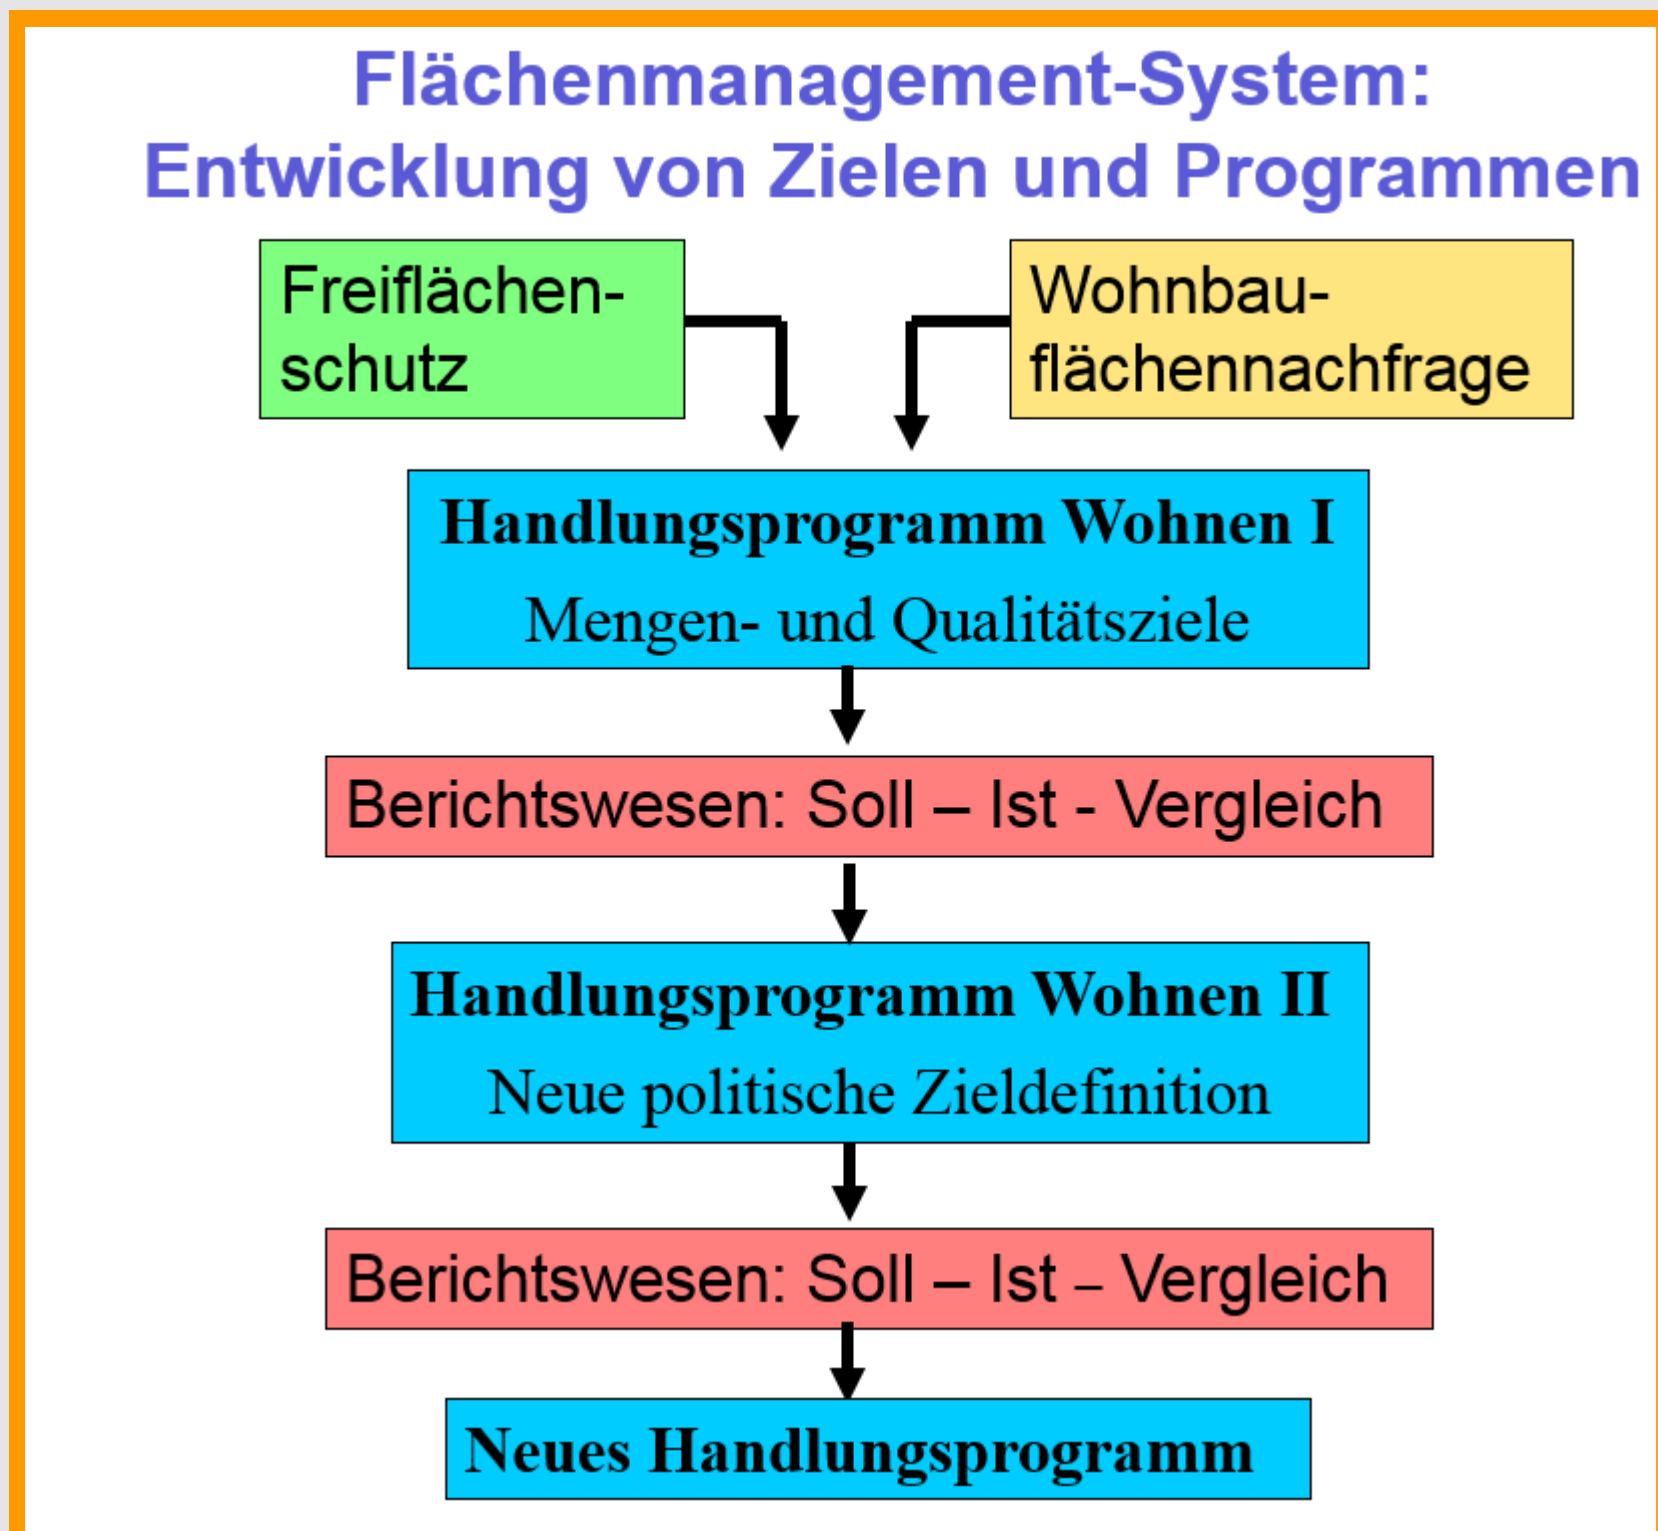 Flächenmanagement-System:
Entwicklung von Zielen und Programmen
Freiflächen-
schutz
Wohnbau-
flächennachfrage
Handlungsprogramm Wohnen I
Mengen- und Qualitätsziele
Berichtswesen: Soll – Ist - Vergleich
Handlungsprogramm Wohnen II
Neue politische Zieldefinition
Berichtswesen: Soll – Ist – Vergleich
Neues Handlungsprogramm